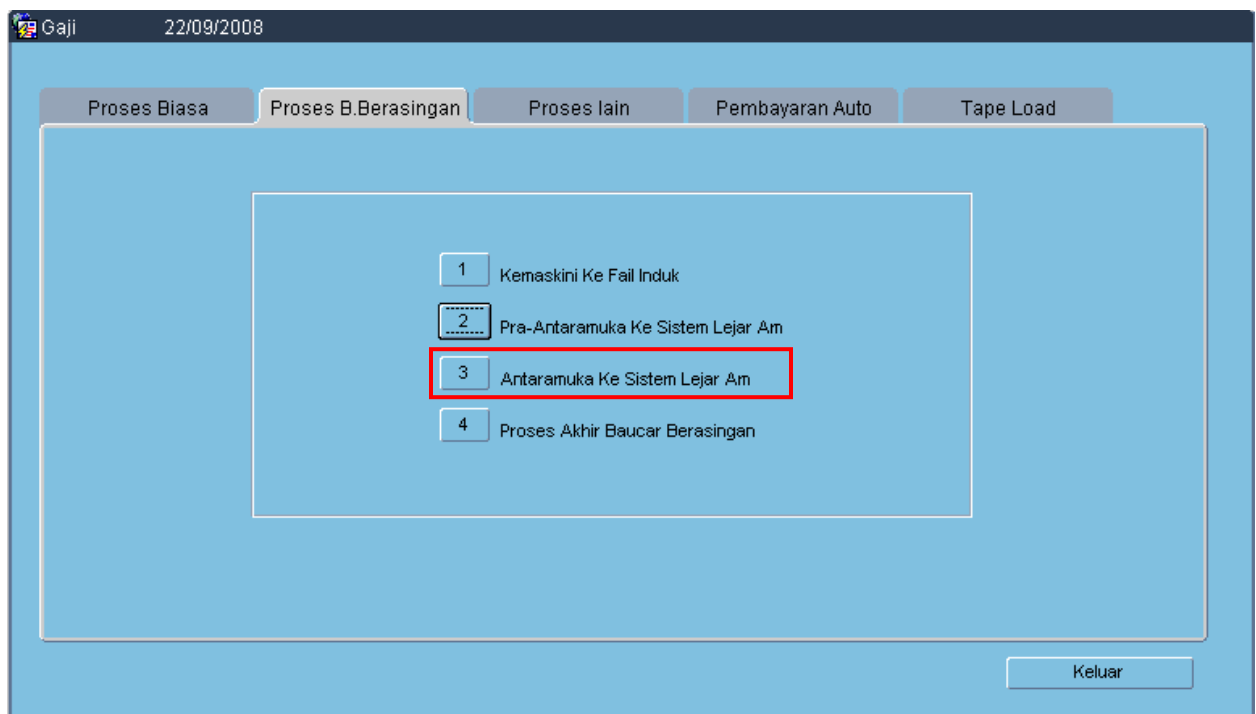 Gaji 22/09/2008
Proses Biasa Proses B.Berasingan Proses lain Pembayaran Auto Tape Load
1 Kemaskini Ke Fail Induk
2 Pra-Antaramuka Ke Sistem Lejar Am
3 Antaramuka Ke Sistem Lejar Am
4 Proses Akhir Baucar Berasingan
Keluar